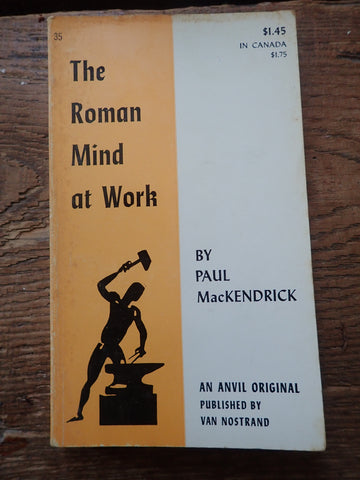 35
$1.45
IN CANADA
$1.75
The
Roman
Mind
at Work
BY
PAUL
MacKENDRICK
AN ANVIL ORIGINAL
PUBLISHED BY
VAN NOSTRAND